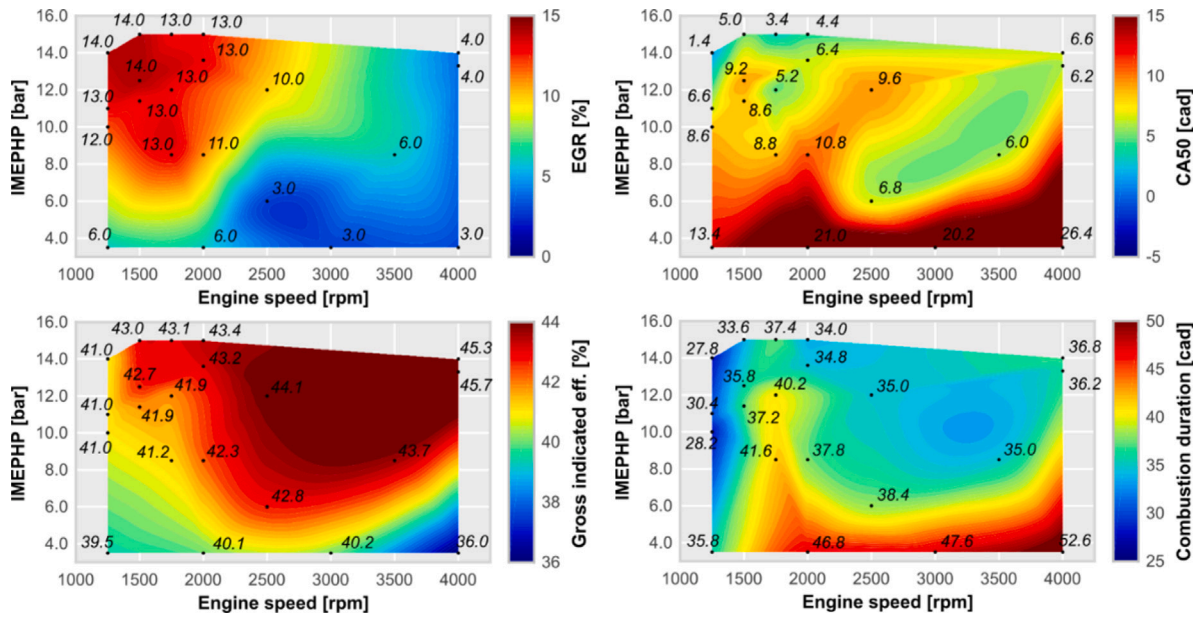 16.0 14.0 13.0 13.0 15
14.0 14.0 13.0 4.0
12.0 13.0 14.0 13.0 10.0 4.0 10
10.0 12.0 13.0
8.0 13.0 11.0 6.0 5
6.0 3.0
4.0 6.0 6.0 3.0 3.0 0
1000 1500 2000 2500 3000 3500 4000
Engine speed [rpm]
IMEPHP [bar]
EGR [%]
16.0 5.0 3.4 4.4 15
14.0 1.4 6.4 6.6
12.0 9.2 5.2 9.6 6.2 10
10.0 6.6 8.6
8.0 8.6 8.8 10.8 6.0 5
6.0 6.8 0
4.0 13.4 21.0 20.2 26.4 -5
1000 1500 2000 2500 3000 3500 4000
Engine speed [rpm]
IMEPHP [bar]
CA50 [cad]
16.0 43.0 43.1 43.4 44
14.0 41.0 43.2 45.3
12.0 42.7 41.9 44.1 45.7 42
10.0 41.0 41.9
8.0 41.0 41.2 42.3 43.7 40
6.0 42.8 38
4.0 39.5 40.1 40.2 36.0 36
1000 1500 2000 2500 3000 3500 4000
Engine speed [rpm]
IMEPHP [bar]
Gross indicated eff. [%]
16.0 33.6 37.4 34.0 50
14.0 27.8 34.8 36.8 45
12.0 35.8 40.2 35.0 36.2
10.0 30.4 37.2 40
8.0 28.2 41.6 37.8 35.0 35
6.0 38.4 30
4.0 35.8 46.8 47.6 52.6 25
1000 1500 2000 2500 3000 3500 4000
Engine speed [rpm]
IMEPHP [bar]
Combustion duration [cad]